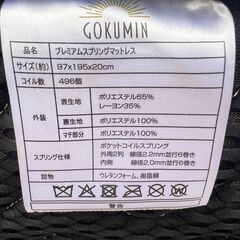 GOKUMIN
品名 プレミアムスプリングマットレス
サイズ(約) 97x195x20cm
コイル数 496個
外装 表生地 ポリエステル65%
レーヨン35%
裏生地 ポリエステル100%
マチ部分 ポリエステル100%
スプリング仕様 ポケットコイルスプリング
外周2列 線径2.2mm並行6巻き
内側 線径2.0mm並行6巻き
詰物 ウレタンフォーム, 樹脂綿
警告